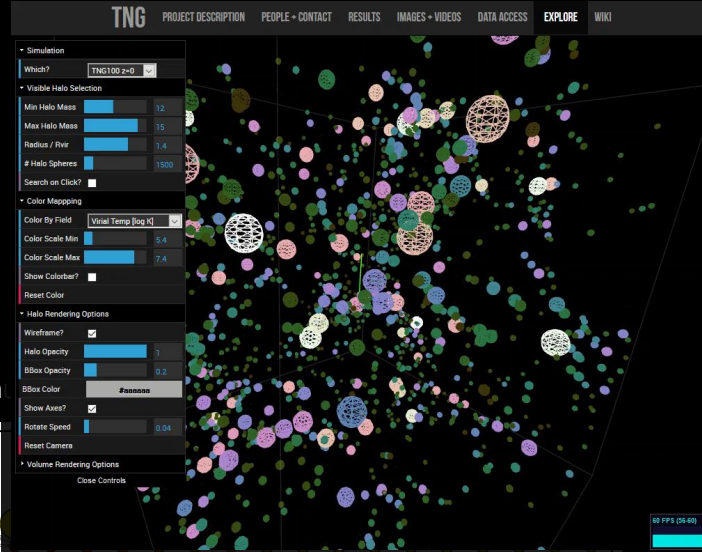 TNG PROJECT DESCRIPTION PEOPLE + CONTACT RESULTS IMAGES + VIDEOS DATA ACCESS EXPLORE WIKI
Simulation
Which? TNG100 z=0
Visible Halo Selection
Min Halo Mass 12
Max Halo Mass 15
Radius / Rvir 1.4
# Halo Spheres 1500
Search on Click?
Color Mappping
Color By Field Virial Temp [log K]
Color Scale Min 5.4
Color Scale Max 7.4
Show Colorbar?
Reset Color
Halo Rendering Options
Wireframe?
Halo Opacity 1
BBox Opacity 0.2
BBox Color #aaaaaa
Show Axes?
Rotate Speed 0.04
Reset Camera
Volume Rendering Options
Close Controls
60 FPS (56-60)